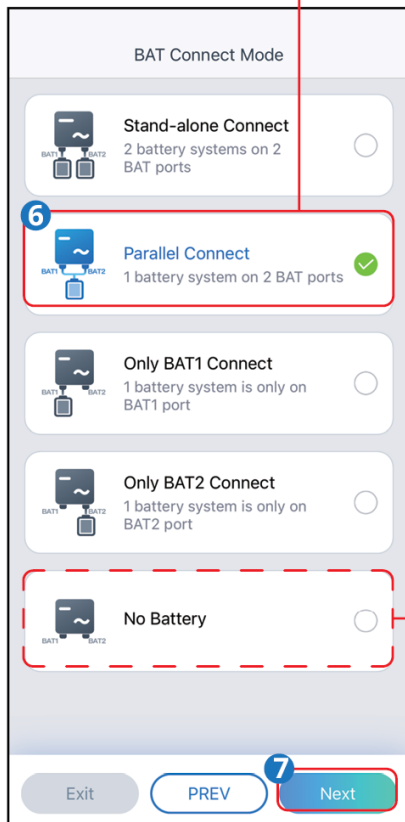 BAT Connect Mode
Stand-alone Connect
2 battery systems on 2
BAT ports
BAT1 BAT2
6
Parallel Connect
1 battery system on 2 BAT ports
BAT1 BAT2
Only BAT1 Connect
1 battery system is only on
BAT1 port
BAT1 BAT2
Only BAT2 Connect
1 battery system is only on
BAT2 port
BAT1 BAT2
No Battery
BAT1 BAT2
7
Exit PREV Next